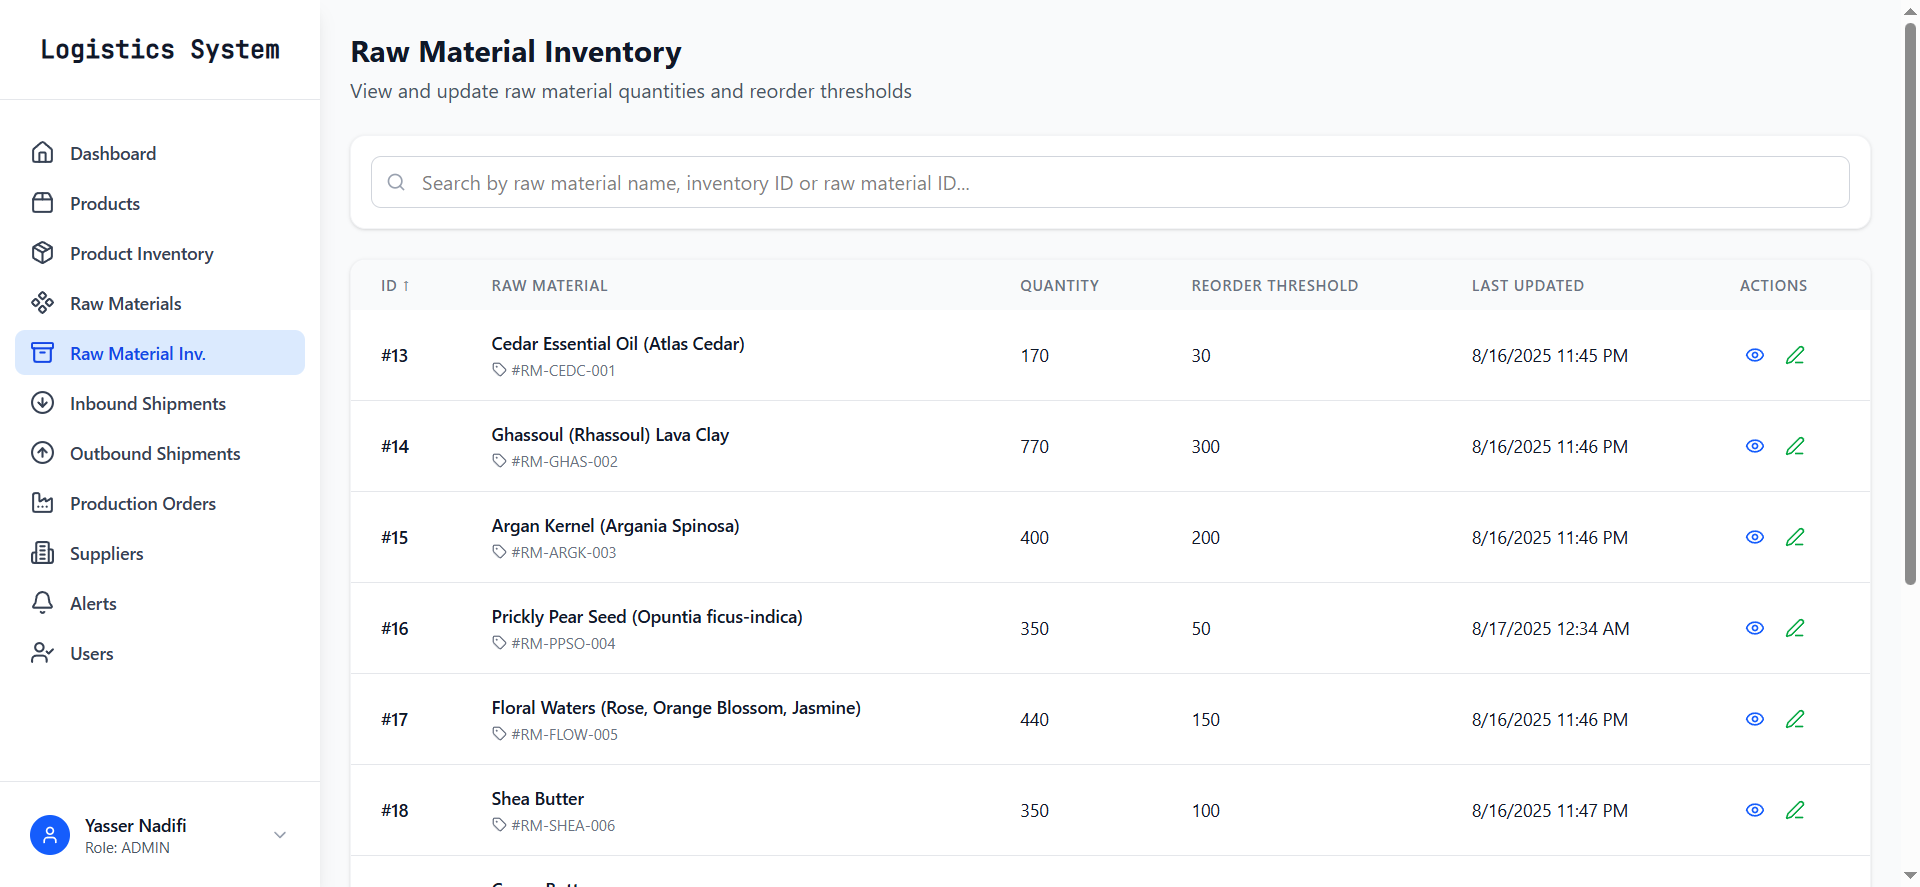 Logistics System
Dashboard
Products
Product Inventory
Raw Materials
Raw Material Inv.
Inbound Shipments
Outbound Shipments
Production Orders
Suppliers
Alerts
Users
Yasser Nadifi
Role: ADMIN
Raw Material Inventory
View and update raw material quantities and reorder thresholds
Search by raw material name, inventory ID or raw material ID...
ID ↑ RAW MATERIAL QUANTITY REORDER THRESHOLD LAST UPDATED ACTIONS
#13 Cedar Essential Oil (Atlas Cedar) 170 30 8/16/2025 11:45 PM
#RM-CEDC-001
#14 Ghassoul (Rhassoul) Lava Clay 770 300 8/16/2025 11:46 PM
#RM-GHAS-002
#15 Argan Kernel (Argania Spinosa) 400 200 8/16/2025 11:46 PM
#RM-ARGK-003
#16 Prickly Pear Seed (Opuntia ficus-indica) 350 50 8/17/2025 12:34 AM
#RM-PPSO-004
#17 Floral Waters (Rose, Orange Blossom, Jasmine) 440 150 8/16/2025 11:46 PM
#RM-FLOW-005
#18 Shea Butter 350 100 8/16/2025 11:47 PM
#RM-SHEA-006